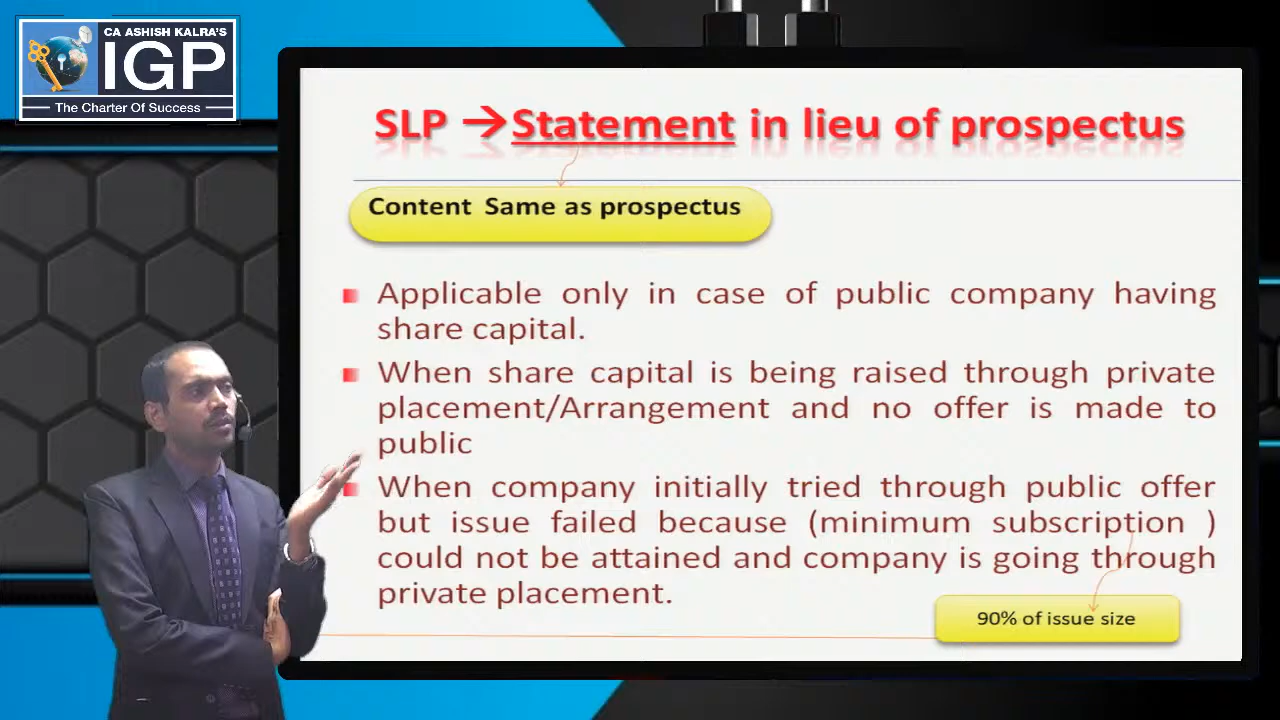 CA ASHISH KALRA'S
IGP
The Charter Of Success
SLP → Statement in lieu of prospectus
Content Same as prospectus
Applicable only in case of public company having
share capital.
When share capital is being raised through private
placement/Arrangement and no offer is made to
public
When company initially tried through public offer
but issue failed because (minimum subscription )
could not be attained and company is going through
private placement.
90% of issue size